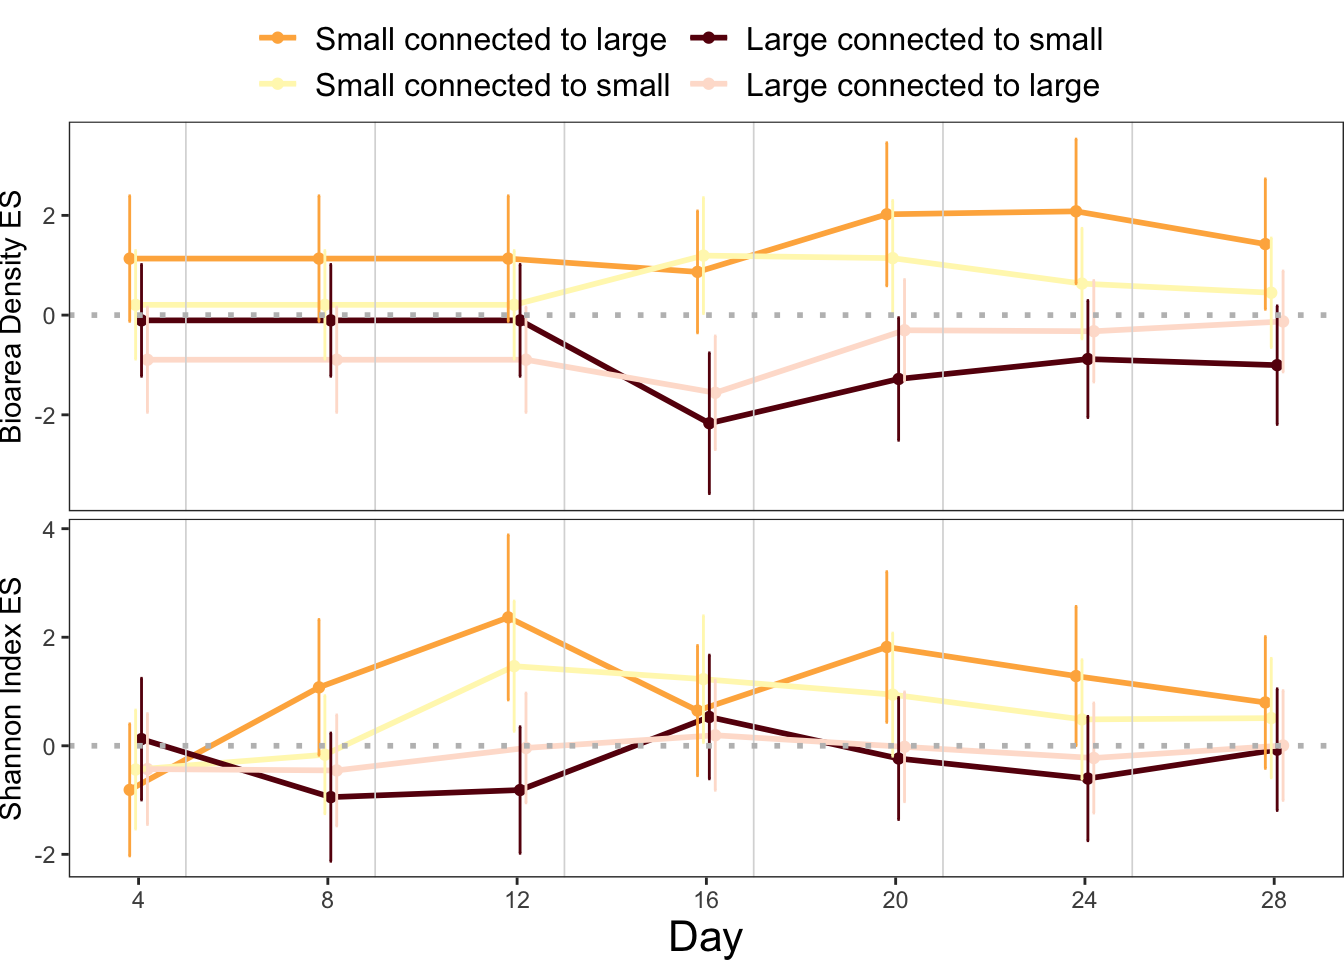 Small connected to large
Large connected to small
Small connected to small
Large connected to large
Bioarea Density ES
2
0
-2
Shannon Index ES
4
2
0
-2
4 8 12 16 20 24 28
Day